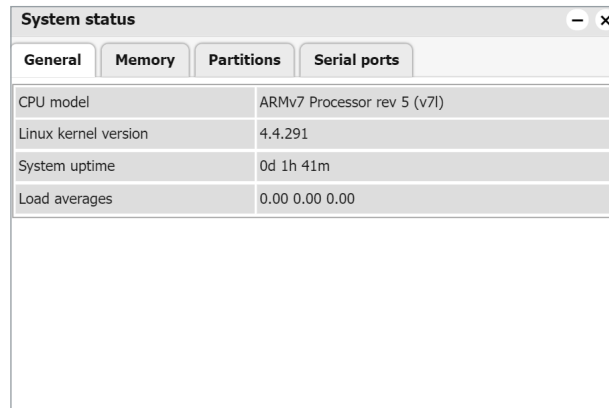 System status
General Memory Partitions Serial ports
CPU model ARMv7 Processor rev 5 (v7l)
Linux kernel version 4.4.291
System uptime 0d 1h 41m
Load averages 0.00 0.00 0.00